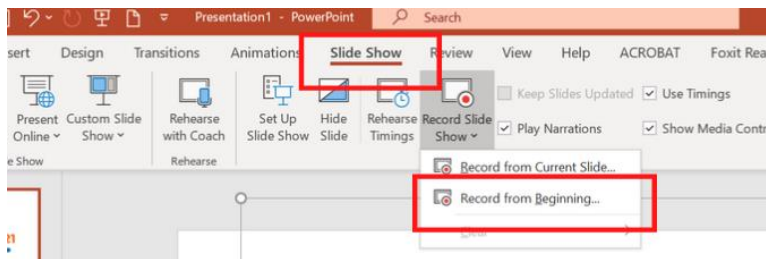 Presentation1 - PowerPoint Search
sert Design Transitions Animations Slide Show Review View Help ACROBAT Foxit Rea
Present Online Custom Slide Show Rehearse with Coach Set Up Slide Show Hide Slide Rehearse Timings Record Slide Show Keep Slides Updated Use Timings
Play Narrations Show Media Contr
e Show Rehearse
Record from Current Slide...
Record from Beginning...
Clear